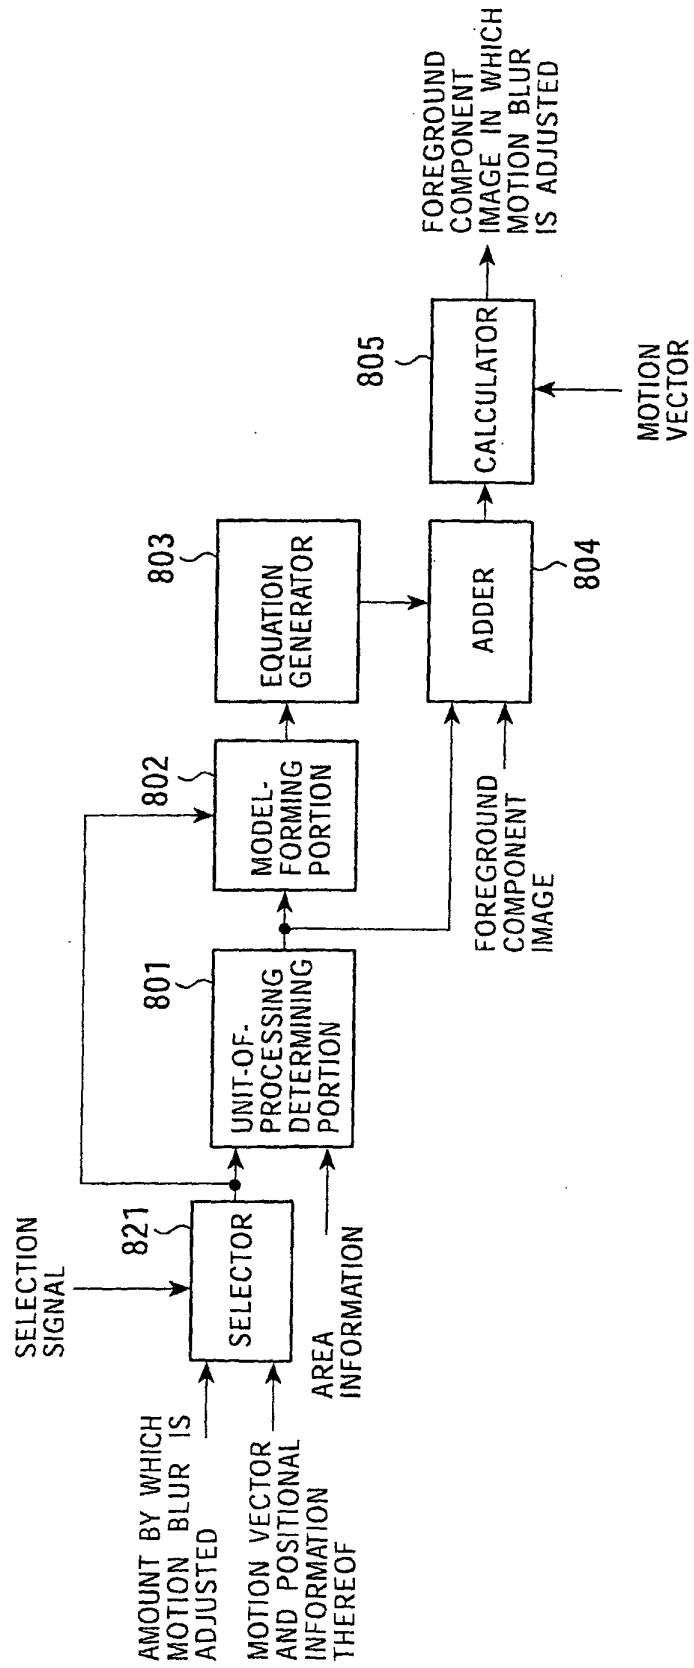 SELECTION
SIGNAL
AMOUNT BY WHICH
MOTION BLUR IS
ADJUSTED
MOTION VECTOR
AND POSITIONAL
INFORMATION
THEREOF
821
SELECTOR
AREA
INFORMATION
801
UNIT-OF-
PROCESSING
DETERMINING
PORTION
802
MODEL-
FORMING
PORTION
803
EQUATION
GENERATOR
FOREGROUND
COMPONENT
IMAGE
ADDER
804
805
CALCULATOR
MOTION
VECTOR
FOREGROUND
COMPONENT
IMAGE IN WHICH
MOTION BLUR
IS ADJUSTED